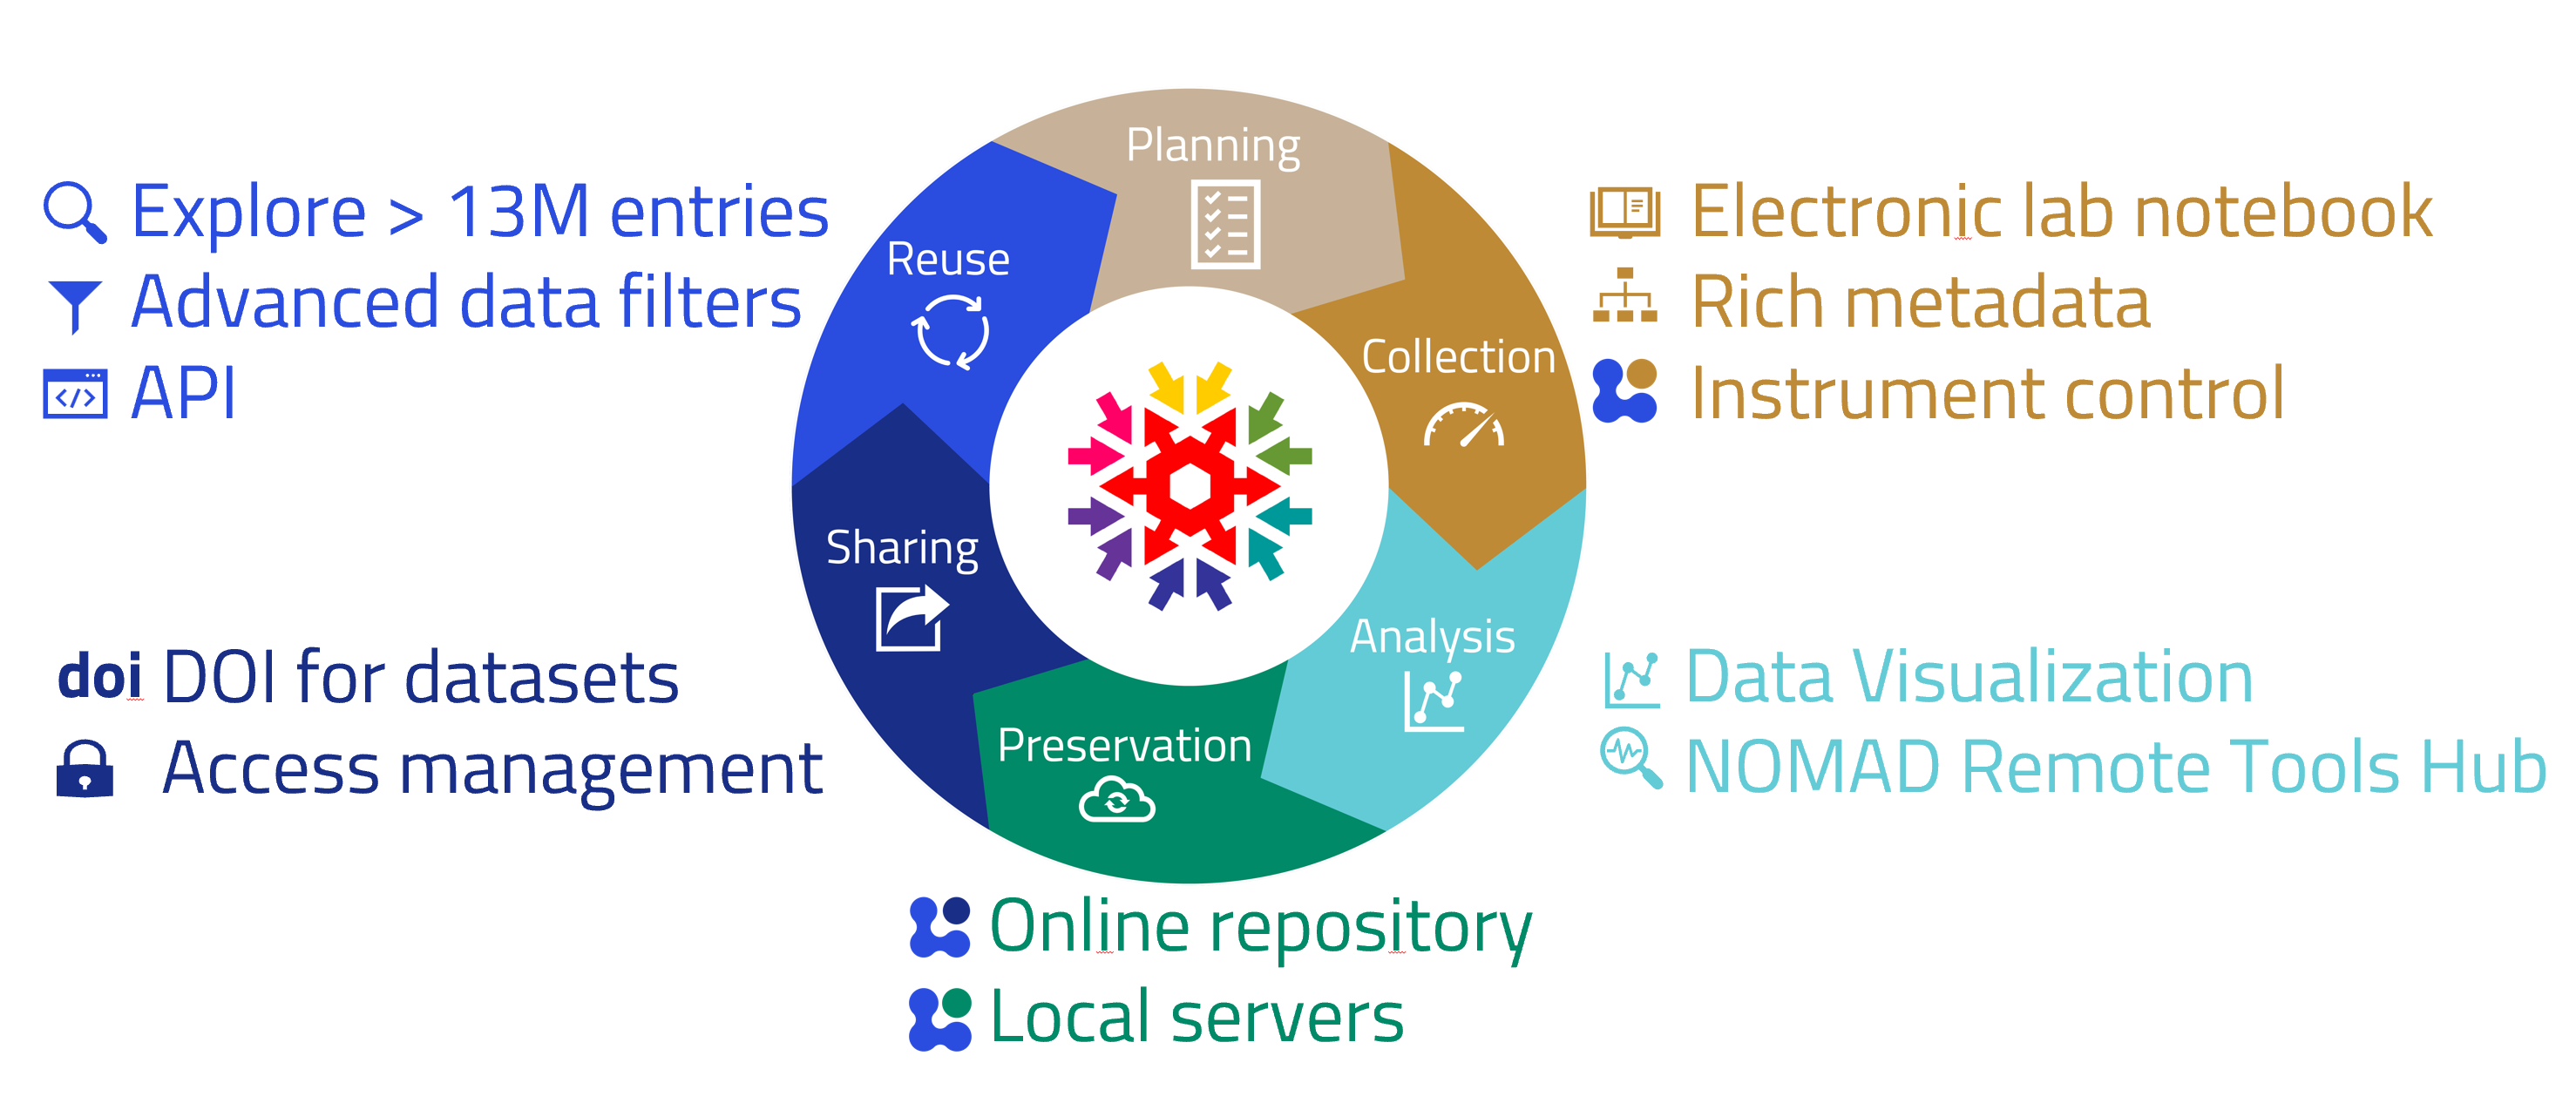 Planning
Reuse
Collection
Sharing
Analysis
Preservation
Explore > 13M entries
Advanced data filters
API
Electronic lab notebook
Rich metadata
Instrument control
doi DOI for datasets
Access management
Data Visualization
NOMAD Remote Tools Hub
Online repository
Local servers